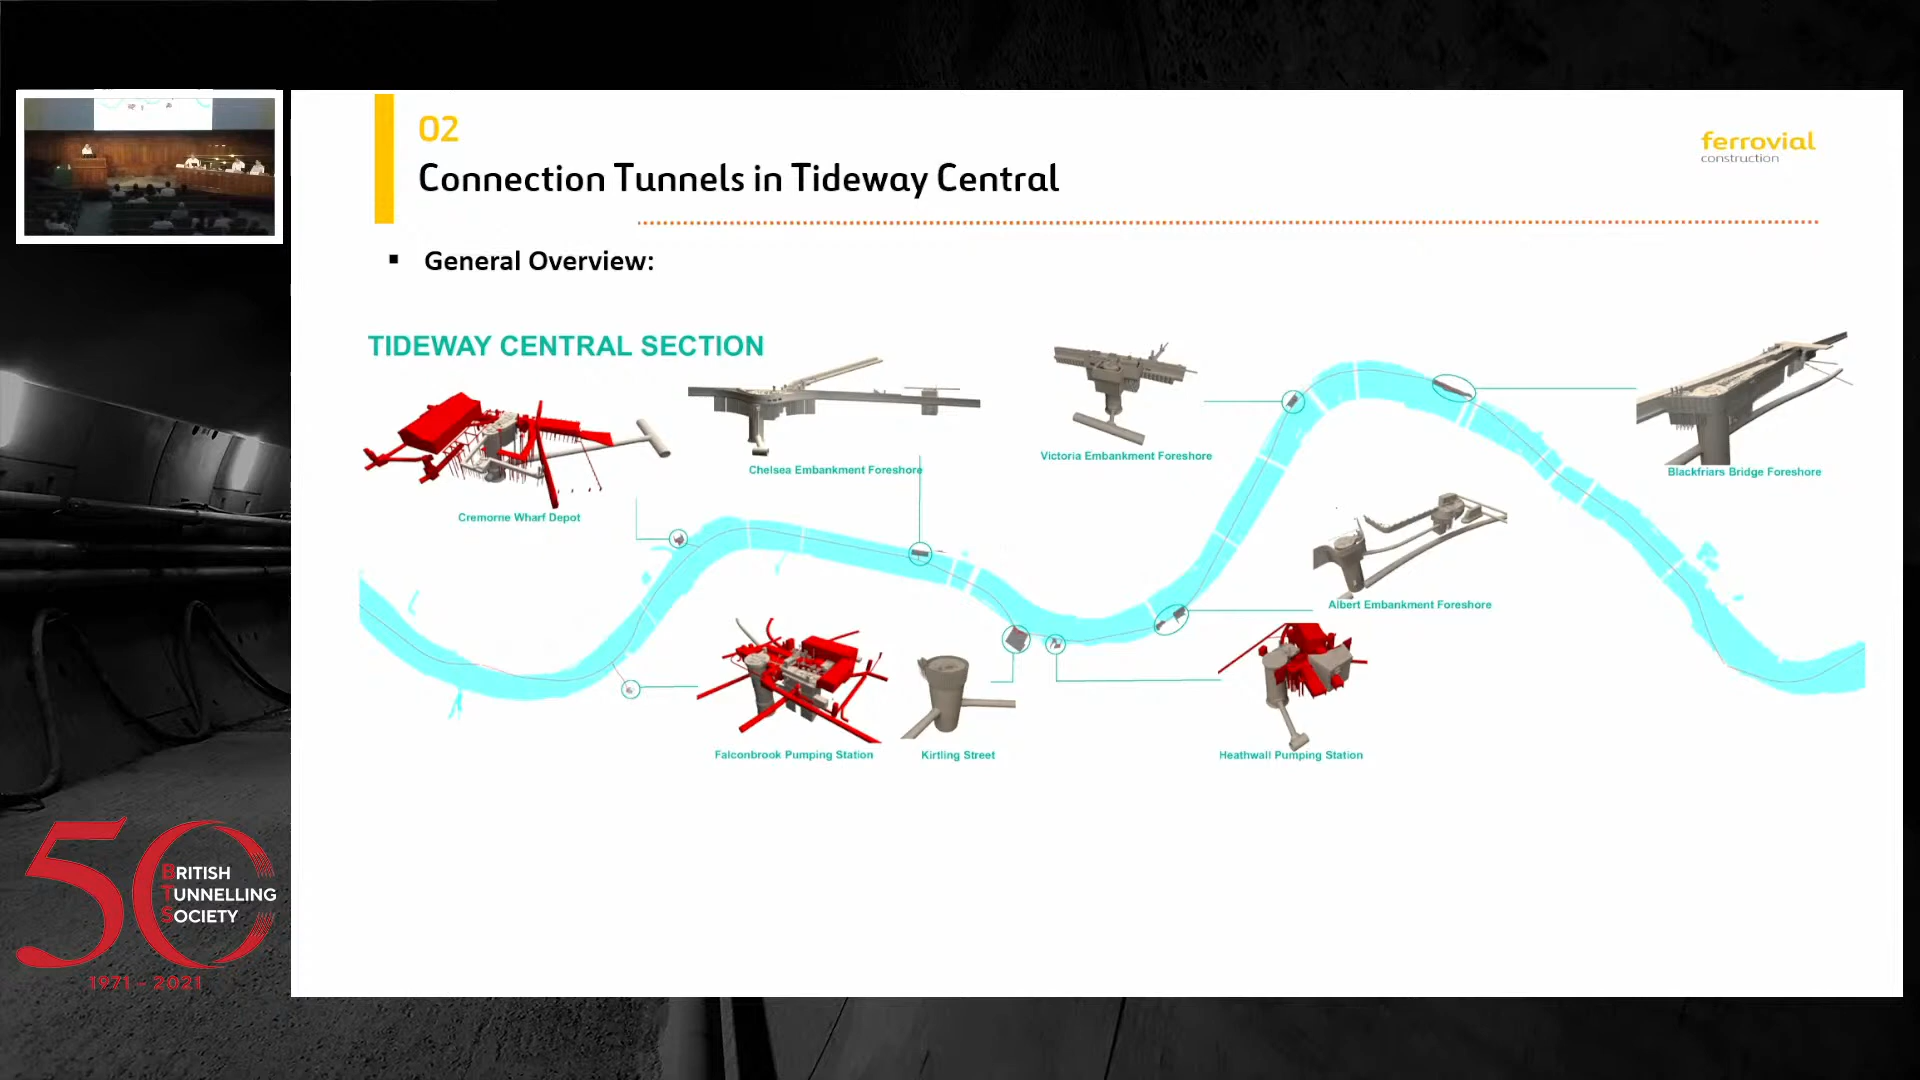 02
Connection Tunnels in Tideway Central
ferrovial
construction
General Overview:
TIDEWAY CENTRAL SECTION
Chelsea Embankment Foreshore
Victoria Embankment Foreshore
Blackfriars Bridge Foreshore
Cremorne Wharf Depot
Albert Embankment Foreshore
Falconbrook Pumping Station
Kirtling Street
Heathwall Pumping Station
50
BRITISH
TUNNELLING
SOCIETY
1971 - 2021